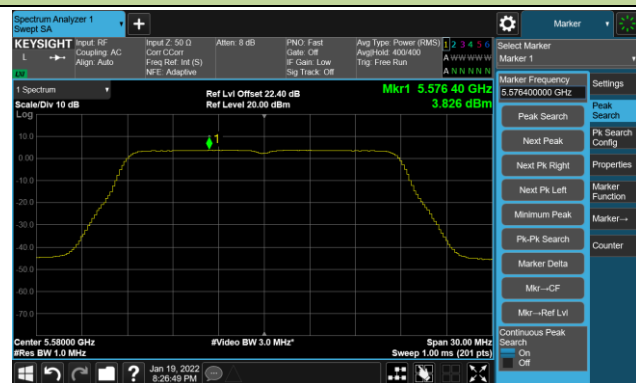 Spectrum Analyzer 1
Swept SA
Marker
KEYSIGHT
L
Input: RF
Coupling: AC
Align: Auto
Input Z: 50 Ω
Corr CCorr
Freq Ref: Int (S)
NFE: Adaptive
Atten: 8 dB
PNO: Fast
Gate: Off
IF Gain: Low
Sig Track: Off
Avg Type: Power (RMS)
Avg|Hold: 400/400
Trig: Free Run
1 2 3 4 5 6
A W W W W W
A N N N N N
Select Marker
Marker 1
1 Spectrum
Scale/Div 10 dB
Log
Ref Lvl Offset 22.40 dB
Ref Level 20.00 dBm
Mkr1 5.576 40 GHz
3.826 dBm
Marker Frequency
5.576400000 GHz
Settings
Peak Search
Next Peak
Next Pk Right
Next Pk Left
Minimum Peak
Pk-Pk Search
Marker Delta
Mkr→CF
Mkr→Ref Lvl
Continuous Peak
Search
On
Off
Peak
Search
Pk Search
Config
Properties
Marker
Function
Marker→
Counter
1
10.0
0.00
-10.0
-20.0
-30.0
-40.0
-50.0
-60.0
-70.0
Center 5.58000 GHz
#Res BW 1.0 MHz
#Video BW 3.0 MHz*
Span 30.00 MHz
Sweep 1.00 ms (201 pts)
?
Jan 19, 2022
8:26:49 PM